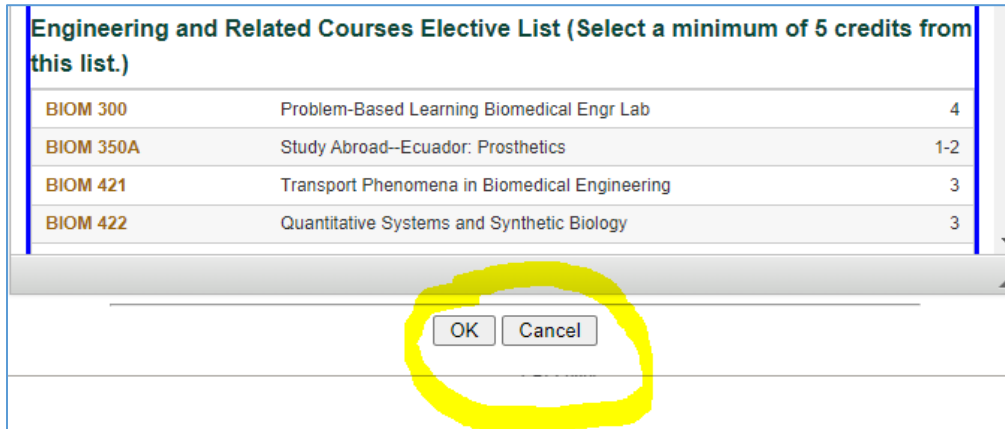 Engineering and Related Courses Elective List (Select a minimum of 5 credits from
this list.)
BIOM 300 Problem-Based Learning Biomedical Engr Lab 4
BIOM 350A Study Abroad--Ecuador: Prosthetics 1-2
BIOM 421 Transport Phenomena in Biomedical Engineering 3
BIOM 422 Quantitative Systems and Synthetic Biology 3
OK Cancel